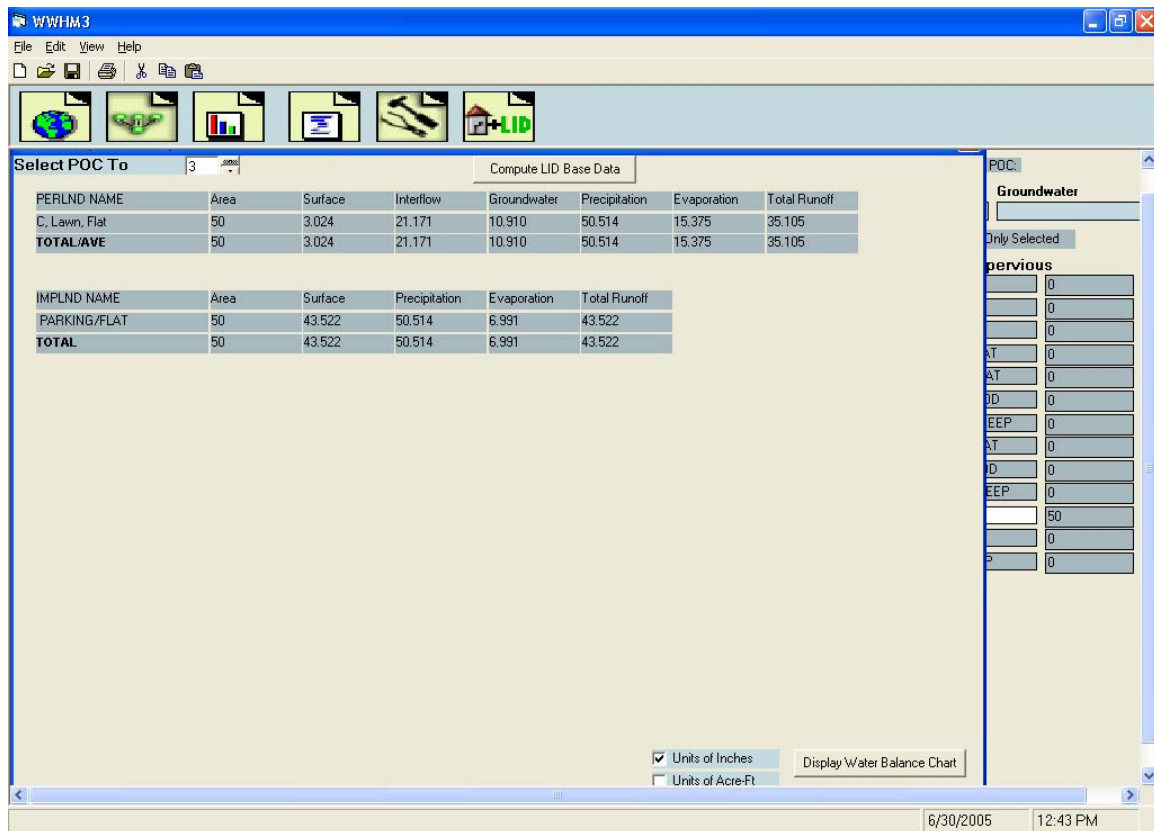 WWHM3
File Edit View Help
+LID
Select POC To 3 Compute LID Base Data POC:
Groundwater
PERLND NAME Area Surface Interflow Groundwater Precipitation Evaporation Total Runoff
C, Lawn, Flat 50 3.024 21.171 10.910 50.514 15.375 35.105
TOTAL/AVE 50 3.024 21.171 10.910 50.514 15.375 35.105
Only Selected
pervious
0
IMPLND NAME Area Surface Precipitation Evaporation Total Runoff
0
PARKING/FLAT 50 43.522 50.514 6.991 43.522
0
TOTAL 50 43.522 50.514 6.991 43.522
AT 0
AT 0
OD 0
EEP 0
AT 0
OD 0
EEP 0
50
0
P 0
Units of Inches Display Water Balance Chart
Units of Acre-Ft
6/30/2005 12:43 PM